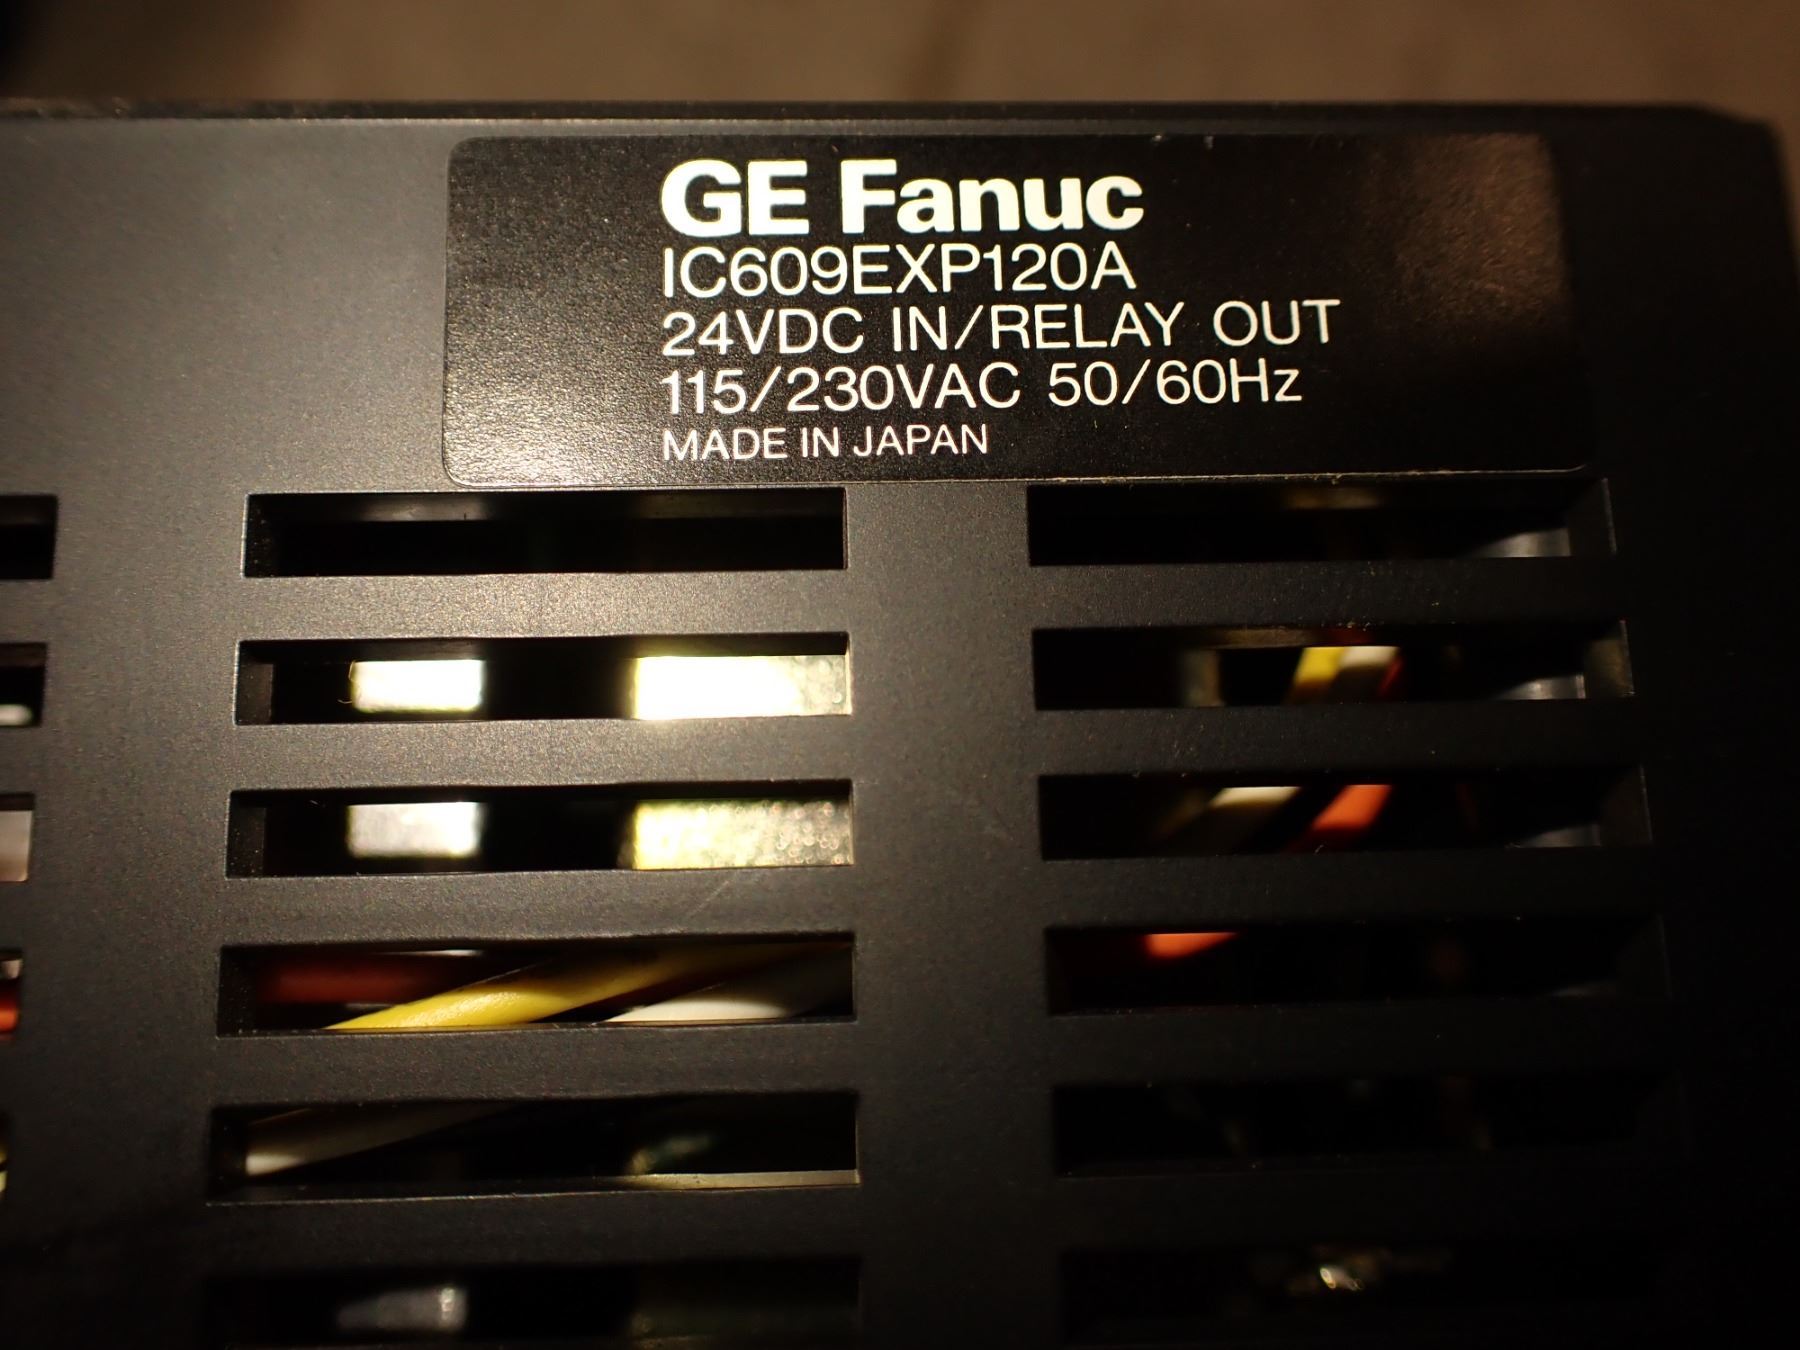 GE Fanuc
IC609EXP120A
24VDC IN/RELAY OUT
115/230VAC 50/60Hz
MADE IN JAPAN